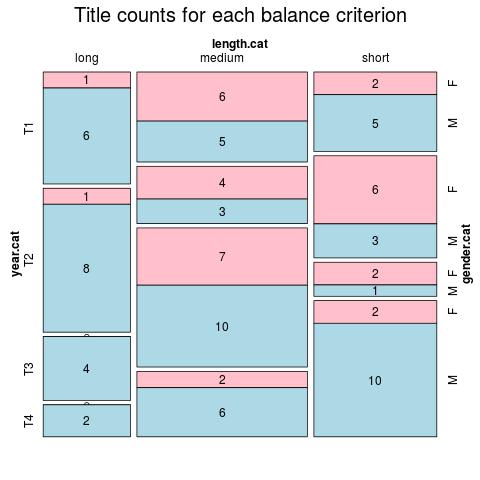 Title counts for each balance criterion
length.cat
long medium short
year.cat
T1
T2
T3
T4
1
6
1
8
4
2
6
5
4
3
7
10
2
6
2
5
6
3
2
1
2
10
F
M
F
M
F
M
F
M
gender.cat